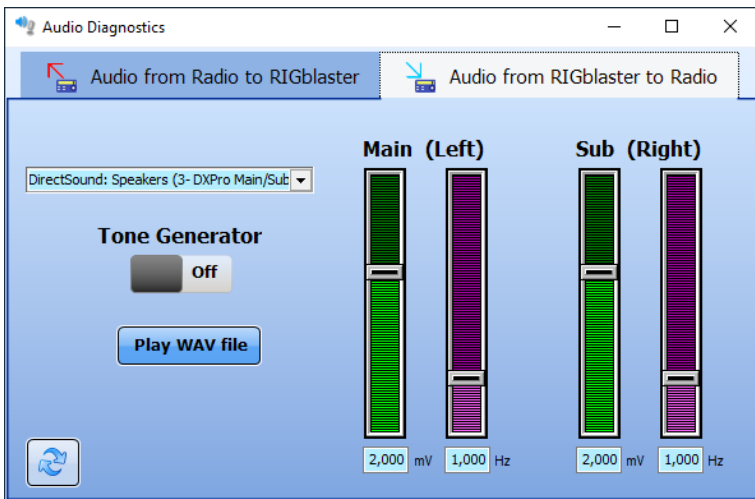 Audio Diagnostics
Audio from Radio to RIGblaster
Audio from RIGblaster to Radio
Main (Left)
Sub (Right)
DirectSound: Speakers (3- DXPro Main/Sub
Tone Generator
Off
Play WAV file
2,000 mV 1,000 Hz
2,000 mV 1,000 Hz